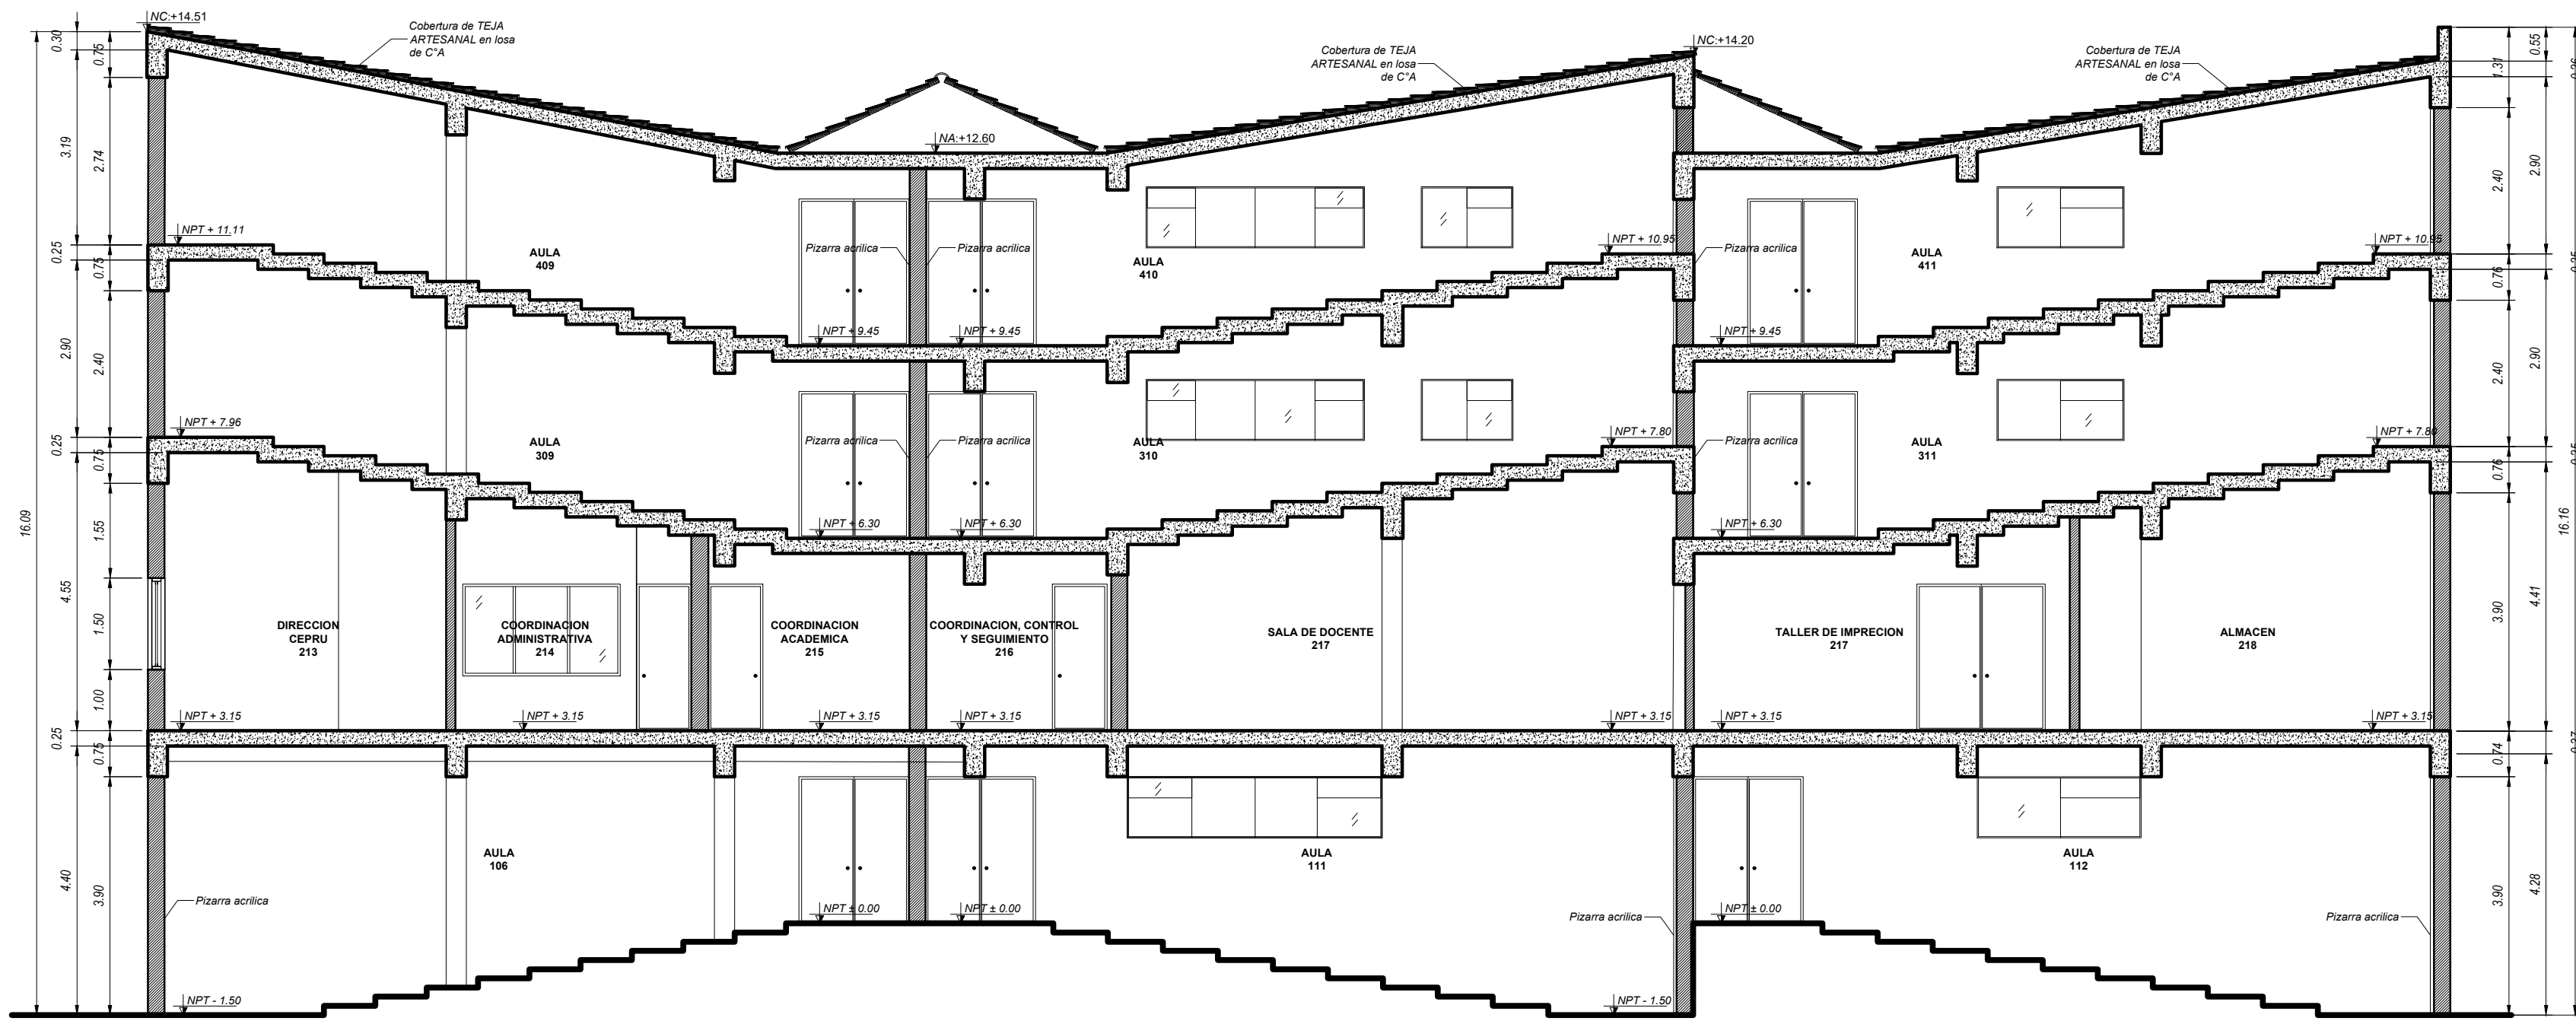 NC:+14.51
Cobertura de TEJA
ARTESANAL en losa
de C°A
Cobertura de TEJA
ARTESANAL en losa
de C°A
NC:+14.20
Cobertura de TEJA
ARTESANAL en losa
de C°A
NA:+12.60
NPT + 11.11
AULA
409
Pizarra acrilica
Pizarra acrilica
AULA
410
NPT + 10.95
Pizarra acrilica
AULA
411
NPT + 10.95
NPT + 9.45
NPT + 9.45
NPT + 9.45
NPT + 7.96
AULA
309
Pizarra acrilica
Pizarra acrilica
AULA
310
NPT + 7.80
Pizarra acrilica
AULA
311
NPT + 7.80
NPT + 6.30
NPT + 6.30
NPT + 6.30
DIRECCION
CEPRU
213
COORDINACION
ADMINISTRATIVA
214
COORDINACION
ACADEMICA
215
COORDINACION, CONTROL
Y SEGUIMIENTO
216
SALA DE DOCENTE
217
TALLER DE IMPRECION
217
ALMACEN
218
NPT + 3.15
NPT + 3.15
NPT + 3.15
NPT + 3.15
NPT + 3.15
NPT + 3.15
NPT + 3.15
AULA
106
AULA
111
AULA
112
Pizarra acrilica
NPT ± 0.00
NPT ± 0.00
Pizarra acrilica
NPT ± 0.00
Pizarra acrilica
NPT - 1.50
NPT - 1.50
16.09
0.30
3.19
0.25
2.90
0.25
4.55
0.25
4.40
0.75
2.74
0.75
2.40
0.75
1.55
1.50
1.00
0.75
3.90
1.31
2.40
0.76
2.40
0.76
3.90
0.74
3.90
0.55
2.90
2.90
4.41
4.28
16.16